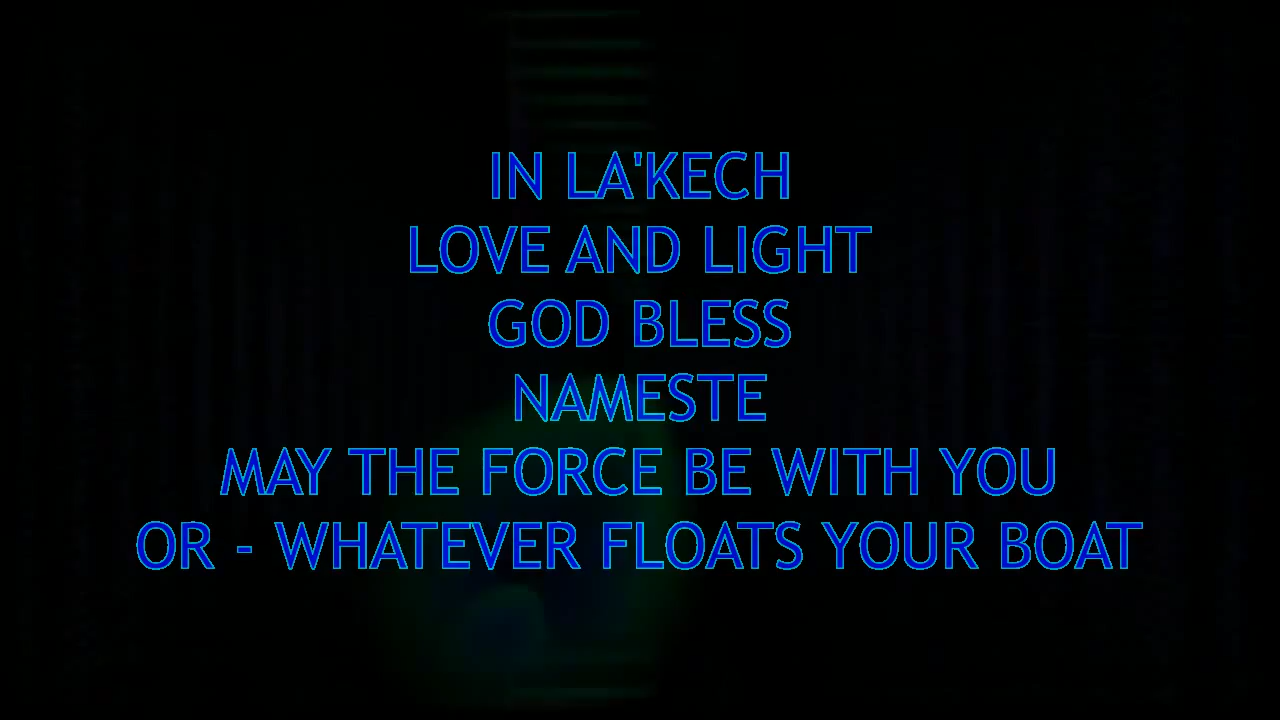 IN LA'KECH
LOVE AND LIGHT
GOD BLESS
NAMESTE
MAY THE FORCE BE WITH YOU
OR - WHATEVER FLOATS YOUR BOAT